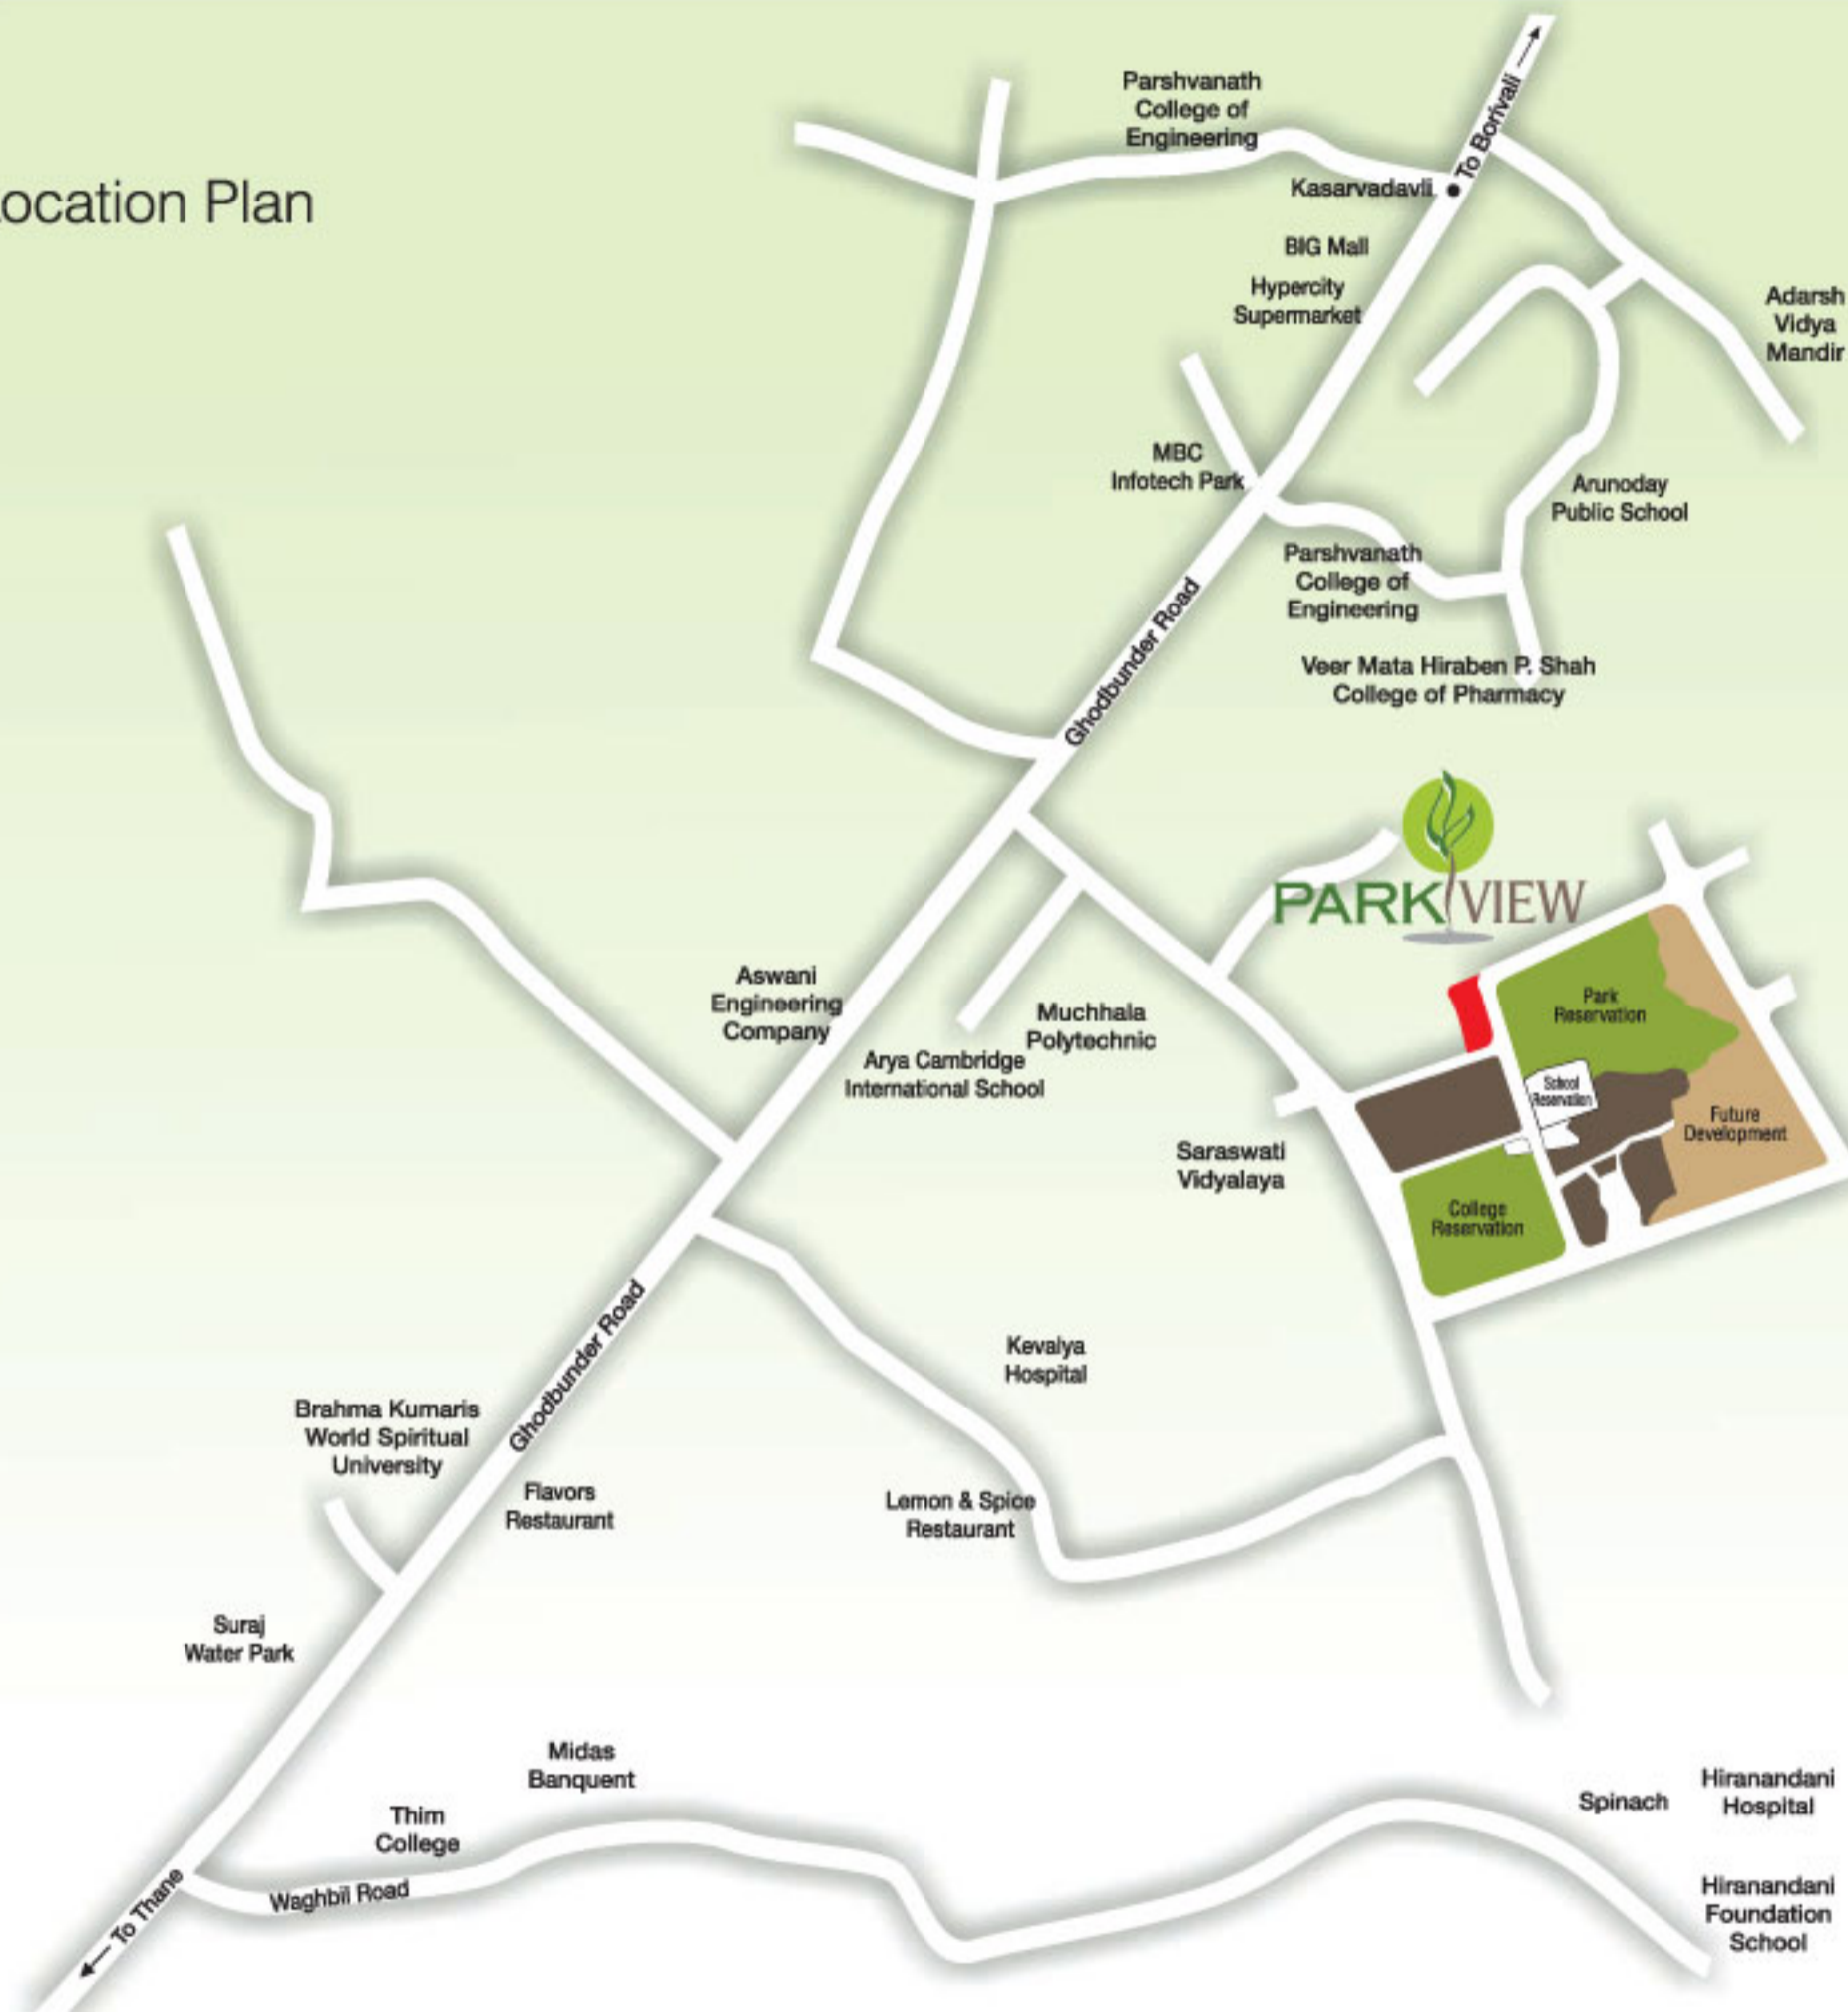 ocation Plan
To Borivali
Parshvanath
College of
Engineering
Kasarvadavli
BIG Mall
Hypercity
Supermarket
Adarsh
Vidya
Mandir
MBC
Infotech Park
Arunoday
Public School
Parshvanath
College of
Engineering
Ghodbunder Road
Veer Mata Hiraben P. Shah
College of Pharmacy
PARK VIEW
Aswani
Engineering
Company
Muchhala
Polytechnic
Arya Cambridge
International School
Park
Reservation
School
Reservation
Future
Development
Saraswati
Vidyalaya
College
Reservation
Ghodbunder Road
Kevalya
Hospital
Brahma Kumaris
World Spiritual
University
Flavors
Restaurant
Lemon & Spice
Restaurant
Suraj
Water Park
Midas
Banquent
Thim
College
Spinach
Hiranandani
Hospital
Waghbil Road
To Thane
Hiranandani
Foundation
School